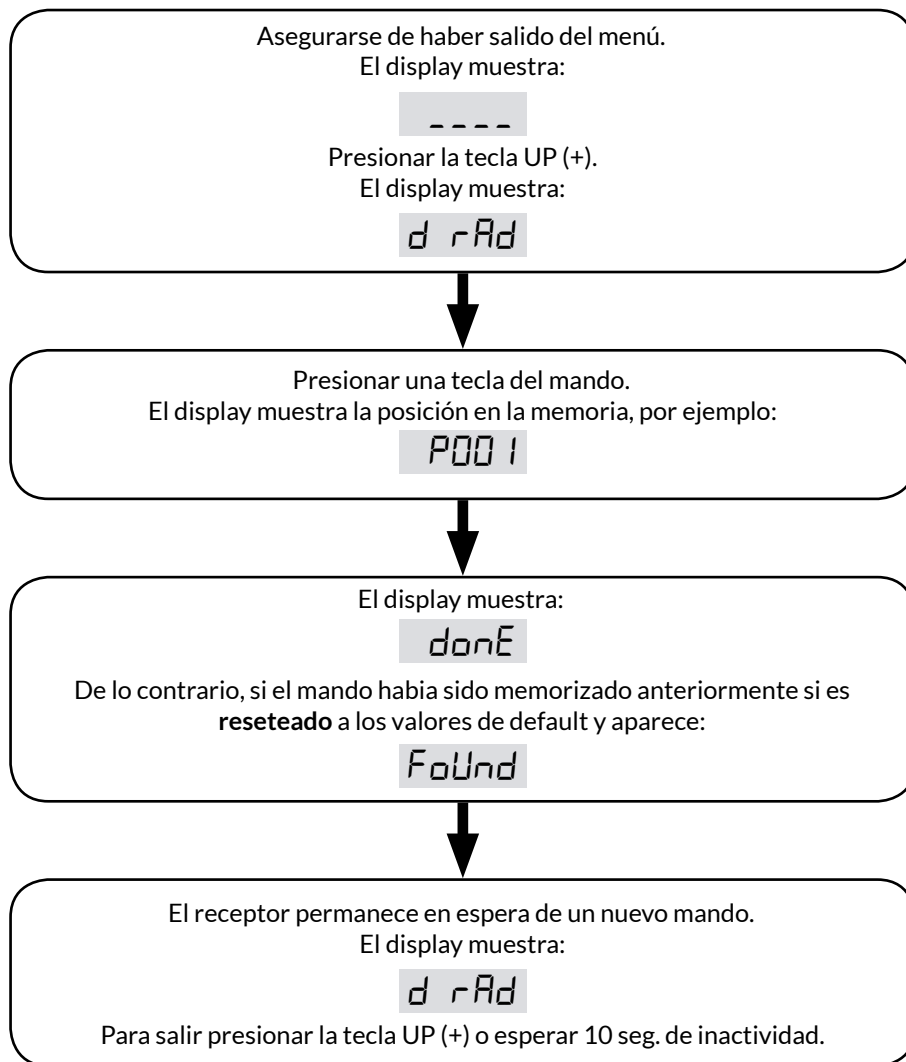 Asegurarse de haber salido del menú.
El display muestra:
----
Presionar la tecla UP (+).
El display muestra:
d rAd
Presionar una tecla del mando.
El display muestra la posición en la memoria, por ejemplo:
P001
El display muestra:
donE
De lo contrario, si el mando habia sido memorizado anteriormente si es
reseteado a los valores de default y aparece:
FoUnd
El receptor permanece en espera de un nuevo mando.
El display muestra:
d rAd
Para salir presionar la tecla UP (+) o esperar 10 seg. de inactividad.